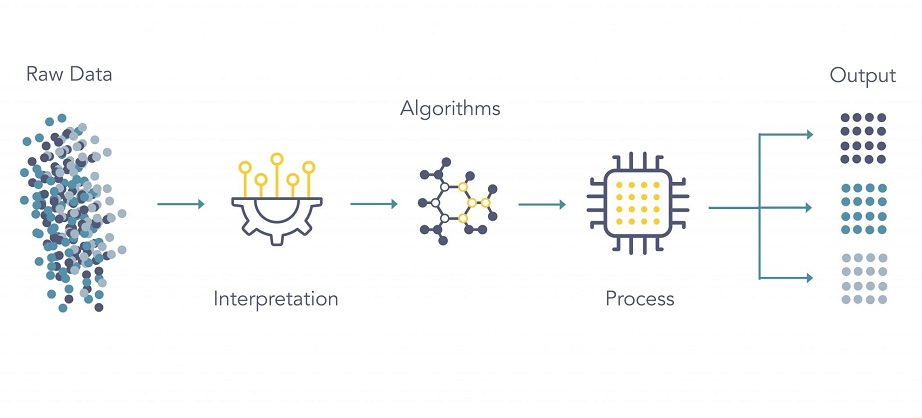 Raw Data
Interpretation
Algorithms
Process
Output